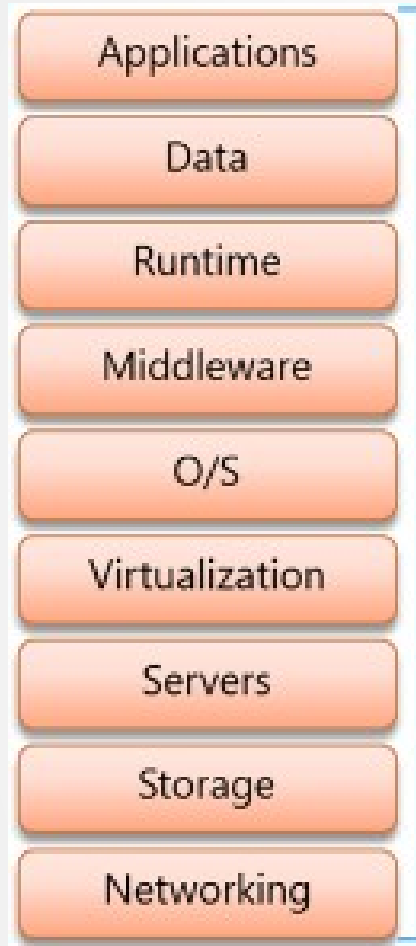 Applications
Data
Runtime
Middleware
O/S
Virtualization
Servers
Storage
Networking